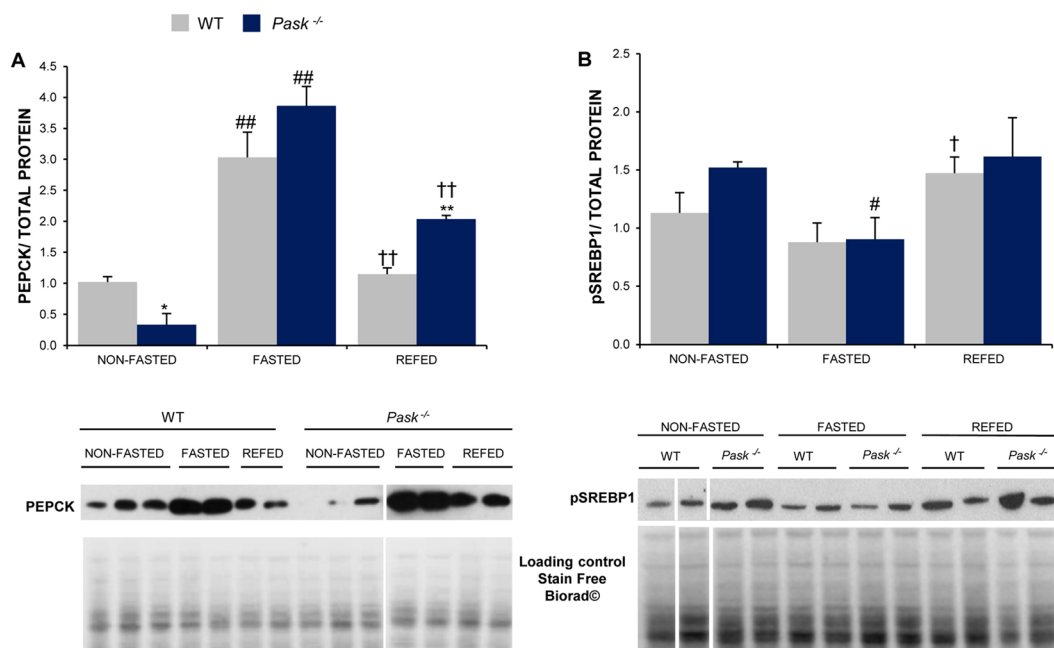 WT Pask -/-
A
PEPCK/ TOTAL PROTEIN
4.5
4.0
3.5
3.0
2.5
2.0
1.5
1.0
0.5
0.0
*
##
##
††
††
**
NON-FASTED FASTED REFED
B
pSREBP1/ TOTAL PROTEIN
2.5
2.0
1.5
1.0
0.5
0.0
#
†
NON-FASTED FASTED REFED
WT Pask -/-
NON-FASTED FASTED REFED NON-FASTED FASTED REFED
PEPCK
NON-FASTED FASTED REFED
WT Pask -/- WT Pask -/- WT Pask -/-
pSREBP1
Loading control
Stain Free
Biorad©